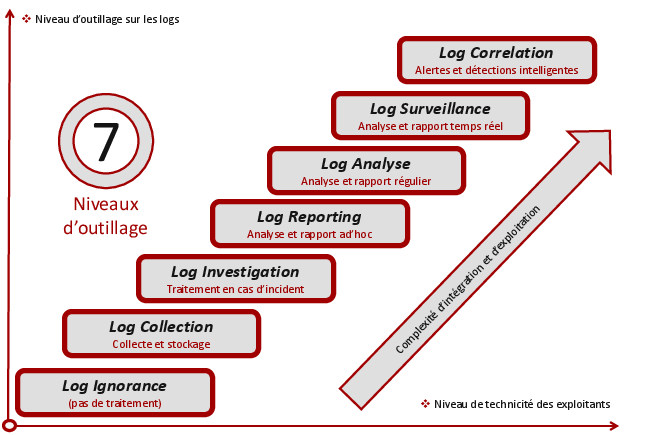 ❖ Niveau d'outillage sur les logs
Log Correlation
Alertes et détections intelligentes
Log Surveillance
Analyse et rapport temps réel
7
Niveaux
d'outillage
Log Analyse
Analyse et rapport régulier
Log Reporting
Analyse et rapport ad'hoc
Log Investigation
Traitement en cas d'incident
Log Collection
Collecte et stockage
Log Ignorance
(pas de traitement)
Complexité d'intégration et d'exploitation
❖ Niveau de technicité des exploitants